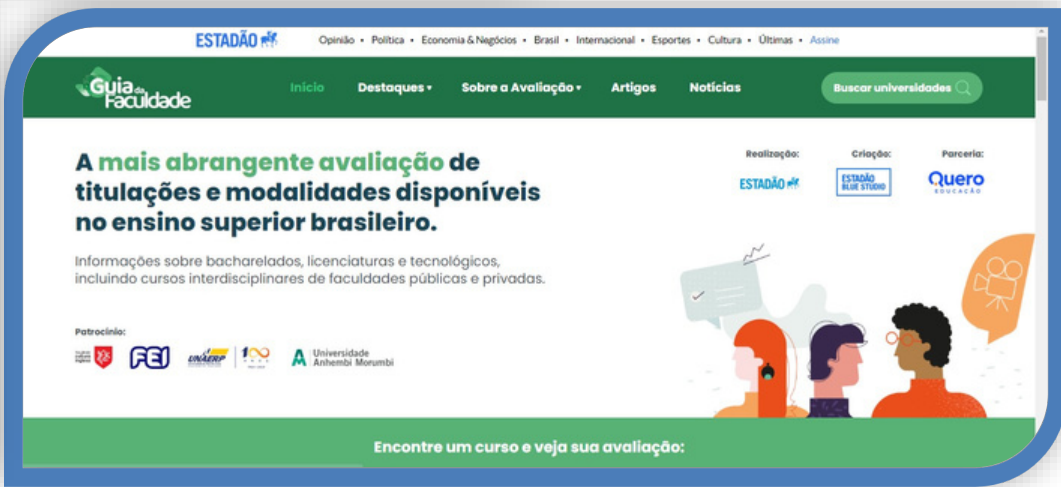 ESTADÃO
Opinião • Política • Economia & Negócios • Brasil • Internacional • Esportes • Cultura • Últimas • Assine
Guia da Faculdade
Início Destaques ▾ Sobre a Avaliação ▾ Artigos Notícias
Buscar universidades
A mais abrangente avaliação de
titulações e modalidades disponíveis
no ensino superior brasileiro.
Informações sobre bacharelados, licenciaturas e tecnológicos,
incluindo cursos interdisciplinares de faculdades públicas e privadas.
Realização: Criação: Parceria:
ESTADÃO
ESTADÃO
BLUE STUDIO
Quero
EDUCAÇÃO
Patrocínio:
FEI
UNAERP
100
Universidade
Anhembi Morumbi
Encontre um curso e veja sua avaliação: